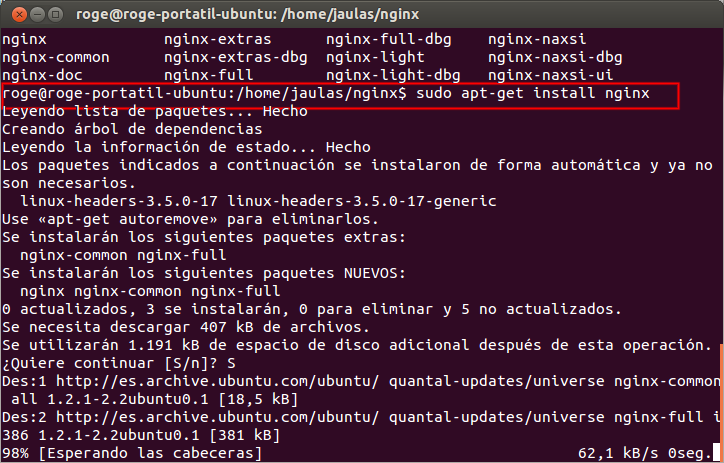 roge@roge-portatil-ubuntu: /home/jaulas/nginx
nginx nginx-extras nginx-full-dbg nginx-naxsi
nginx-common nginx-extras-dbg nginx-light nginx-naxsi-dbg
nginx-doc nginx-full nginx-light-dbg nginx-naxsi-ui
roge@roge-portatil-ubuntu:/home/jaulas/nginx$ sudo apt-get install nginx
Leyendo lista de paquetes... Hecho
Creando árbol de dependencias
Leyendo la información de estado... Hecho
Los paquetes indicados a continuación se instalaron de forma automática y ya no
son necesarios.
linux-headers-3.5.0-17 linux-headers-3.5.0-17-generic
Use «apt-get autoremove» para eliminarlos.
Se instalarán los siguientes paquetes extras:
nginx-common nginx-full
Se instalarán los siguientes paquetes NUEVOS:
nginx nginx-common nginx-full
0 actualizados, 3 se instalarán, 0 para eliminar y 5 no actualizados.
Se necesita descargar 407 kB de archivos.
Se utilizarán 1.191 kB de espacio de disco adicional después de esta operación.
¿Quiere continuar [S/n]? S
Des:1 http://es.archive.ubuntu.com/ubuntu/ quantal-updates/universe nginx-common
all 1.2.1-2.2ubuntu0.1 [18,5 kB]
Des:2 http://es.archive.ubuntu.com/ubuntu/ quantal-updates/universe nginx-full i
386 1.2.1-2.2ubuntu0.1 [381 kB]
98% [Esperando las cabeceras] 62,1 kB/s 0seg.